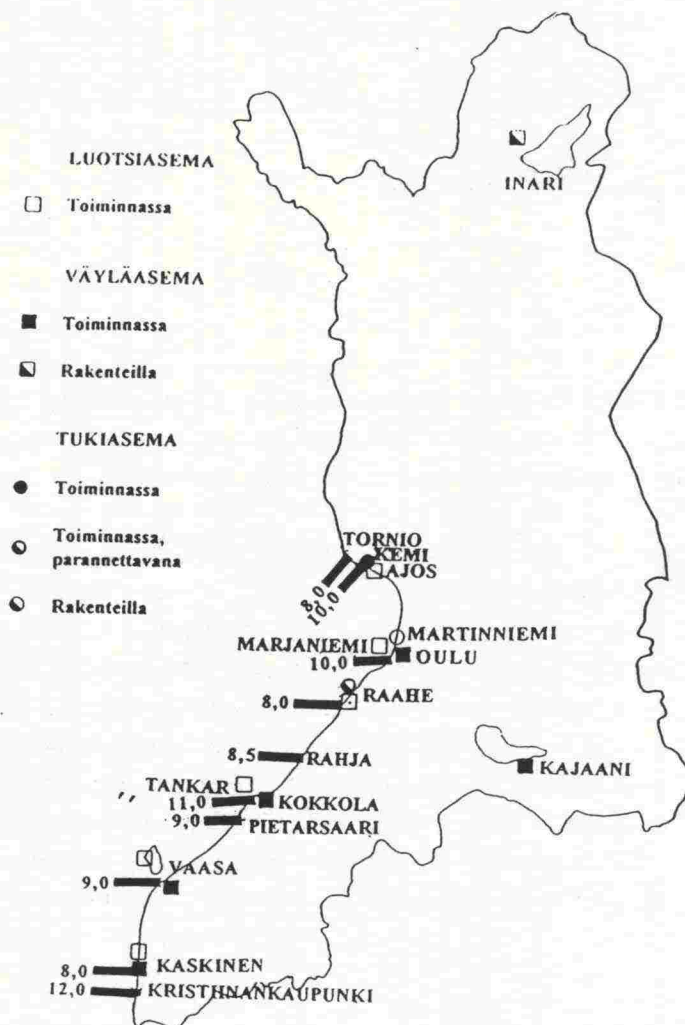 LUOTSIASEMA
Toiminnassa
VÄYLÄASEMA
Toiminnassa
Rakenteilla
TUKIASEMA
Toiminnassa
Toiminnassa,
parannettavana
Rakenteilla
INARI
TORNIO
KEMI
AJOS
8,0
10,0
MARTINNIEMI
MARJANIEMI
10,0
OULU
RAAHE
8,0
8,5
RAHJA
KAJAANI
TANKAR
11,0
KOKKOLA
9,0
PIETARSAARI
VAASA
9,0
KASKINEN
8,0
12,0
KRISTIINANKAUPUNKI